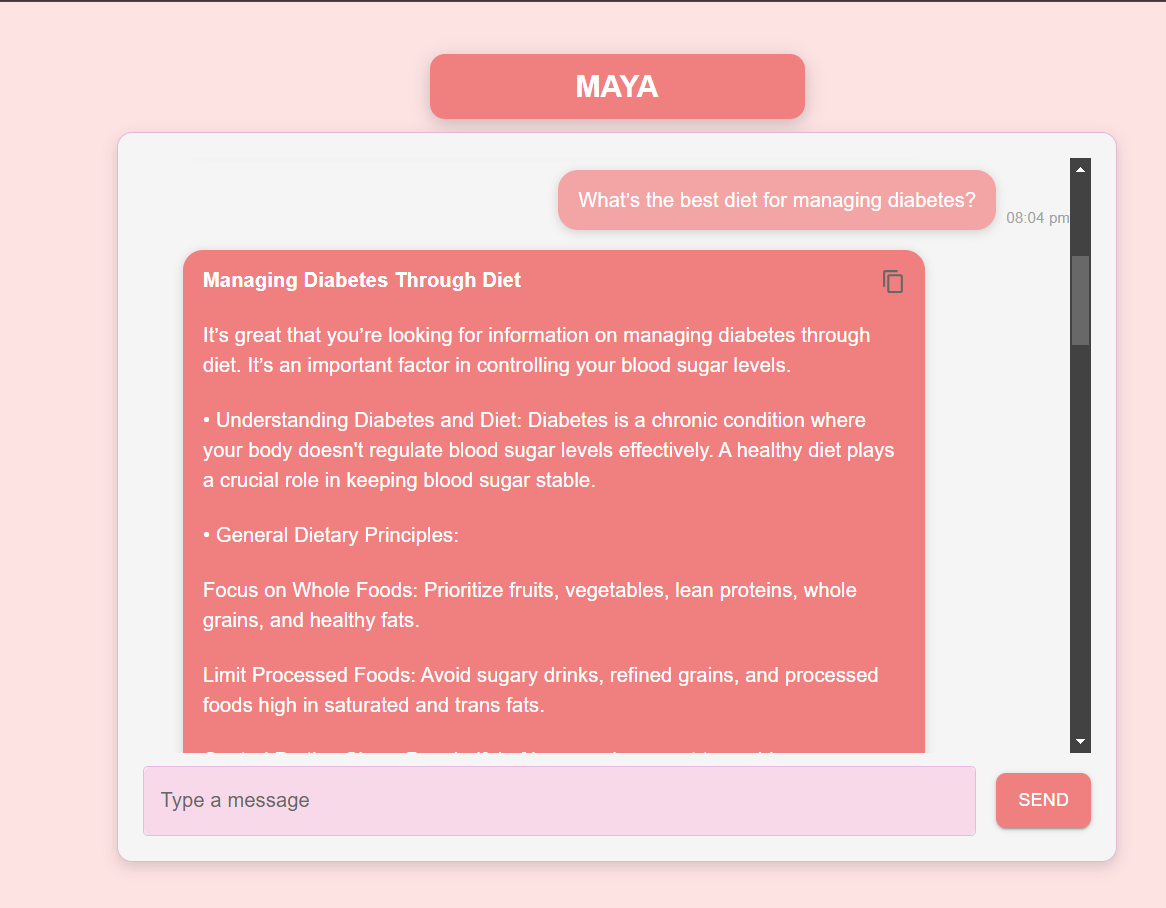 MAYA
What's the best diet for managing diabetes?
08:04 pm
Managing Diabetes Through Diet
It’s great that you’re looking for information on managing diabetes through
diet. It’s an important factor in controlling your blood sugar levels.
• Understanding Diabetes and Diet: Diabetes is a chronic condition where
your body doesn't regulate blood sugar levels effectively. A healthy diet plays
a crucial role in keeping blood sugar stable.
• General Dietary Principles:
Focus on Whole Foods: Prioritize fruits, vegetables, lean proteins, whole
grains, and healthy fats.
Limit Processed Foods: Avoid sugary drinks, refined grains, and processed
foods high in saturated and trans fats.
Type a message
SEND